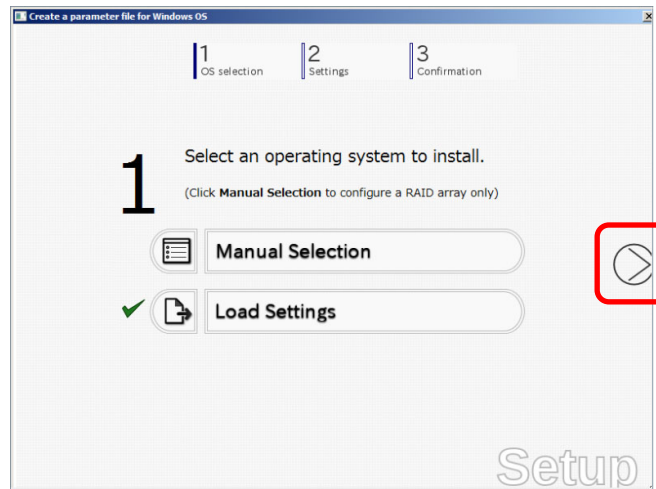 Create a parameter file for Windows OS
1
OS selection
2
Settings
3
Confirmation
1
Select an operating system to install.
(Click Manual Selection to configure a RAID array only)
Manual Selection
Load Settings
Setup